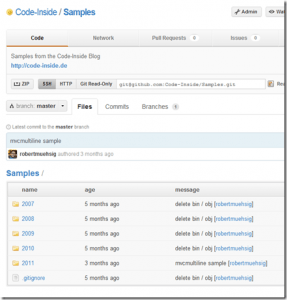 Code-Inside / Samples
Admin
Code Network Pull Requests 0 Issues 0
Samples from the Code-Inside Blog
http://code-inside.de
ZIP SSH HTTP Git Read-Only git@github.com:Code-Inside/Samples.git
branch: master Files Commits Branches 1
Latest commit to the master branch
mvcmultiline sample
robertmuehsig authored 3 months ago
Samples /
name age message
2007 5 months ago delete bin / obj [robertmuehsig]
2008 5 months ago delete bin / obj [robertmuehsig]
2009 5 months ago delete bin / obj [robertmuehsig]
2010 5 months ago delete bin / obj [robertmuehsig]
2011 3 months ago mvcmultiline sample [robertmuehsig]
.gitignore 5 months ago delete bin / obj [robertmuehsig]